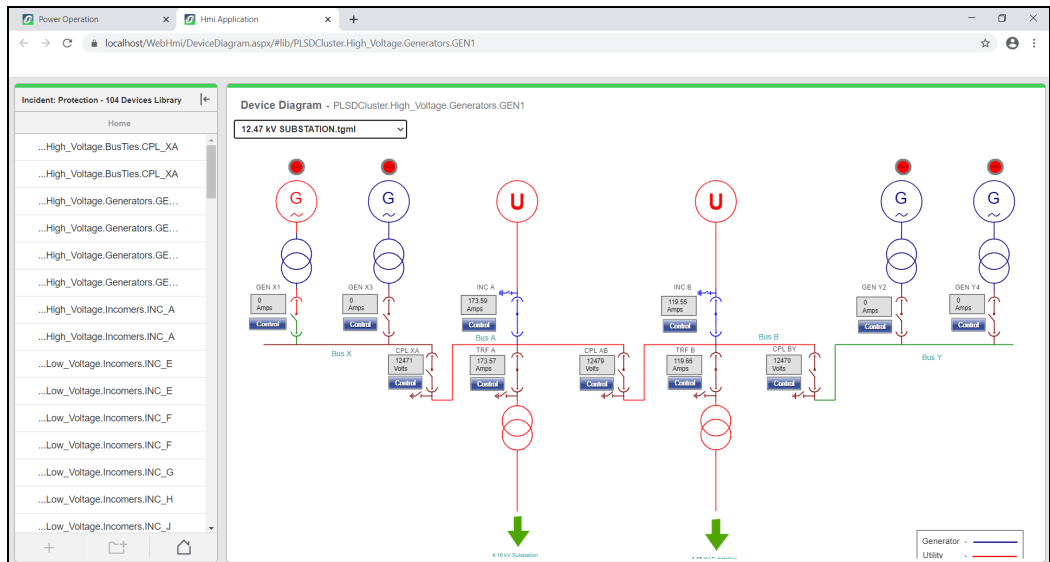 Power Operation
Hmi Application
localhost/WebHmi/DeviceDiagram.aspx/#lib/PLSDCluster.High_Voltage.Generators.GEN1
Incident: Protection - 104 Devices Library
Home
...High_Voltage.BusTies.CPL_XA
...High_Voltage.BusTies.CPL_XA
...High_Voltage.Generators.GE...
...High_Voltage.Generators.GE...
...High_Voltage.Generators.GE...
...High_Voltage.Generators.GE...
...High_Voltage.Incomers.INC_A
...High_Voltage.Incomers.INC_A
...Low_Voltage.Incomers.INC_E
...Low_Voltage.Incomers.INC_E
...Low_Voltage.Incomers.INC_F
...Low_Voltage.Incomers.INC_F
...Low_Voltage.Incomers.INC_G
...Low_Voltage.Incomers.INC_H
...Low_Voltage.Incomers.INC_J
Device Diagram - PLSDCluster.High_Voltage.Generators.GEN1
12.47 kV SUBSTATION.tgml
G G U U G G
GEN X1 GEN X3 INC A INC B GEN Y2 GEN Y4
0 Amps
0 Amps
173.59 Amps
119.55 Amps
0 Amps
0 Amps
Control Control Control Control Control Control
Bus X Bus A Bus B Bus Y
CPL XA TRF A CPL AB TRF B CPL BY
12471 Volts
173.57 Amps
12479 Volts
119.66 Amps
12470 Volts
Control Control Control Control Control
4.16 kV Substation
Generator -
Utility -